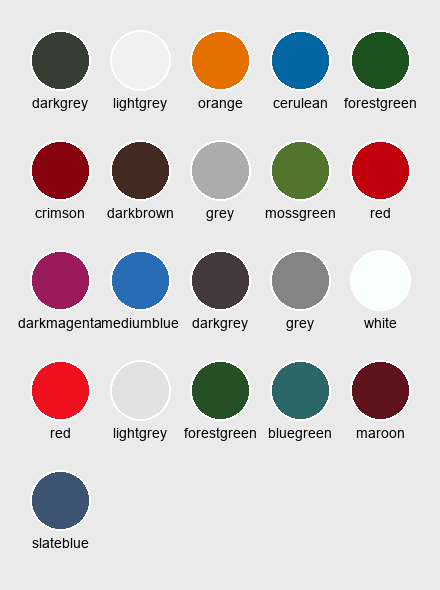 darkgrey lightgrey orange cerulean forestgreen
crimson darkbrown grey mossgreen red
darkmagenta mediumblue darkgrey grey white
red lightgrey forestgreen bluegreen maroon
slateblue